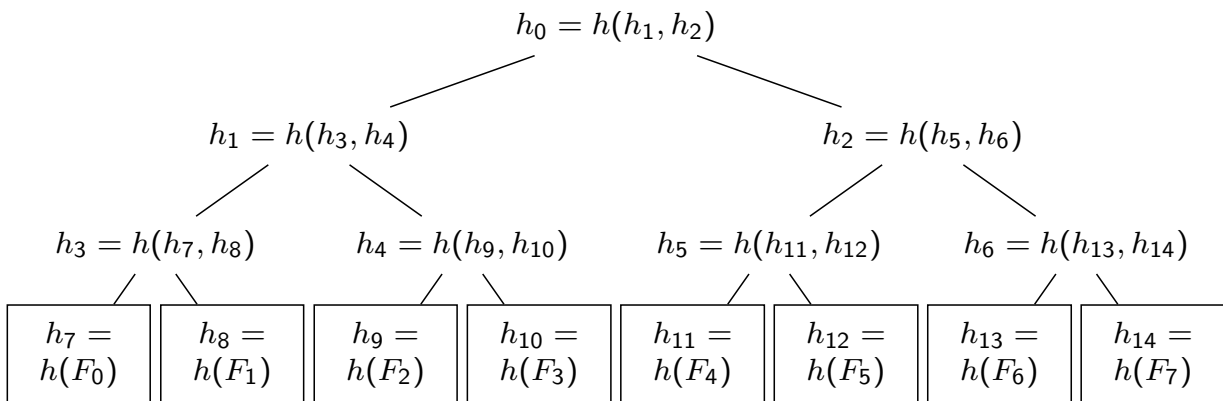 h₀ = h(h₁, h₂)
h₁ = h(h₃, h₄)
h₂ = h(h₅, h₆)
h₃ = h(h₇, h₈)
h₄ = h(h₉, h₁₀)
h₅ = h(h₁₁, h₁₂)
h₆ = h(h₁₃, h₁₄)
h₇ =
h(F₀)
h₈ =
h(F₁)
h₉ =
h(F₂)
h₁₀ =
h(F₃)
h₁₁ =
h(F₄)
h₁₂ =
h(F₅)
h₁₃ =
h(F₆)
h₁₄ =
h(F₇)